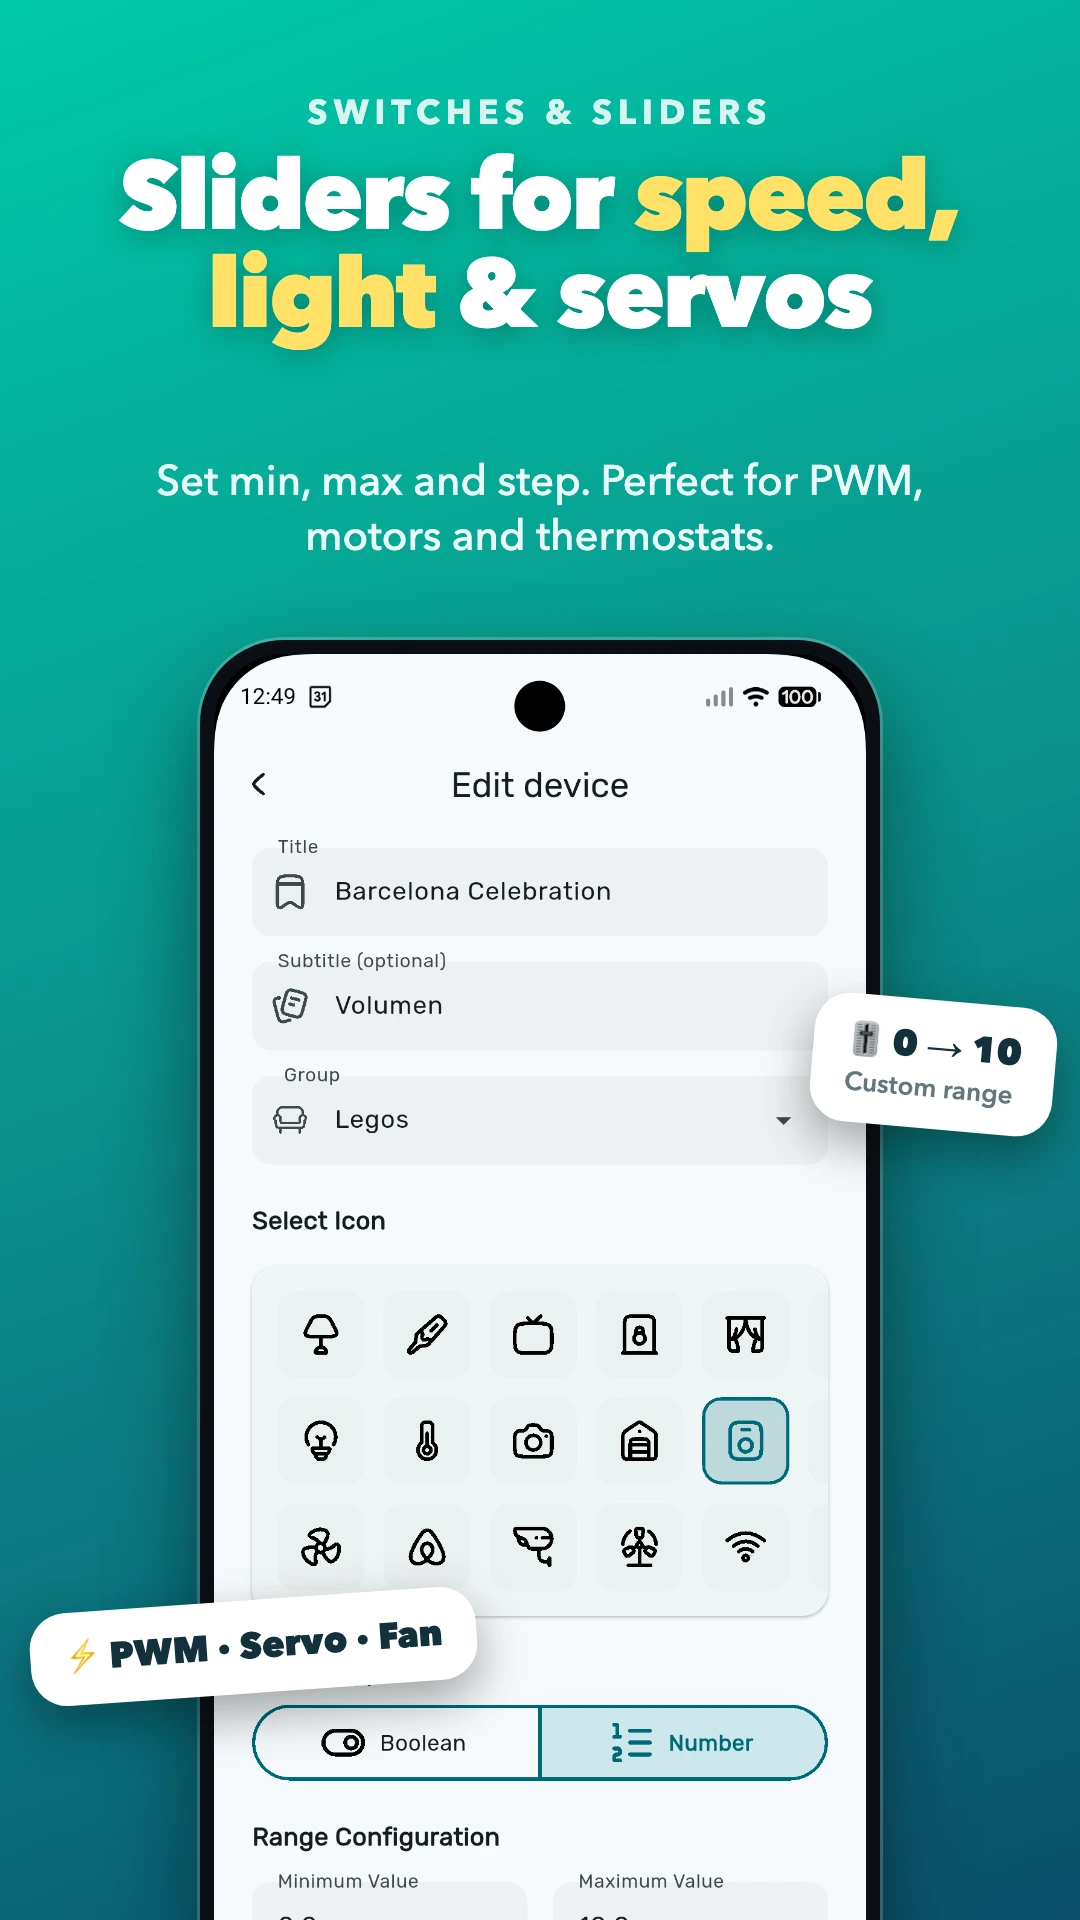 SWITCHES & SLIDERS
Sliders for speed,
light & servos
Set min, max and step. Perfect for PWM,
motors and thermostats.
12:49 31 100
Edit device
Title
Barcelona Celebration
Subtitle (optional)
Volumen
0 → 10
Custom range
Group
Legos
Select Icon
⚡ PWM • Servo • Fan
Boolean
Number
Range Configuration
Minimum Value
Maximum Value